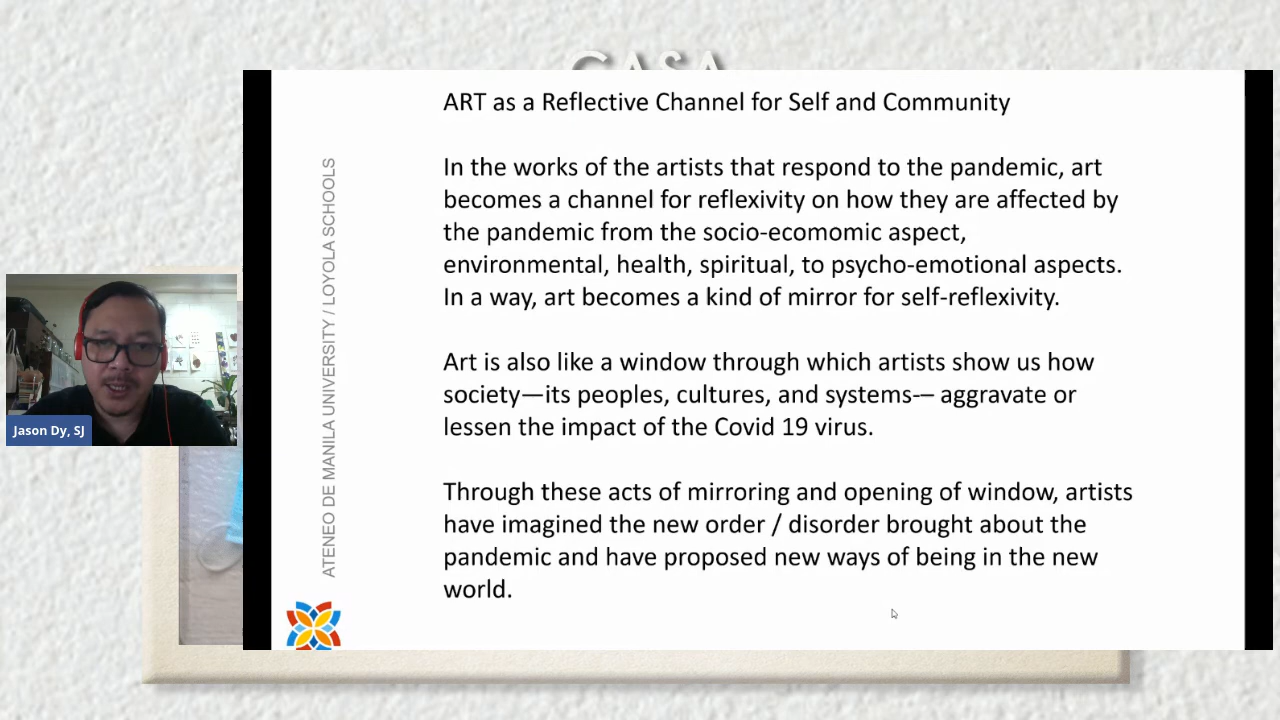 CASA
ART as a Reflective Channel for Self and Community
In the works of the artists that respond to the pandemic, art
becomes a channel for reflexivity on how they are affected by
the pandemic from the socio-ecomomic aspect,
environmental, health, spiritual, to psycho-emotional aspects.
In a way, art becomes a kind of mirror for self-reflexivity.
Art is also like a window through which artists show us how
society—its peoples, cultures, and systems-– aggravate or
lessen the impact of the Covid 19 virus.
Through these acts of mirroring and opening of window, artists
have imagined the new order / disorder brought about the
pandemic and have proposed new ways of being in the new
world.
ATENEO DE MANILA UNIVERSITY / LOYOLA SCHOOLS
Jason Dy, SJ